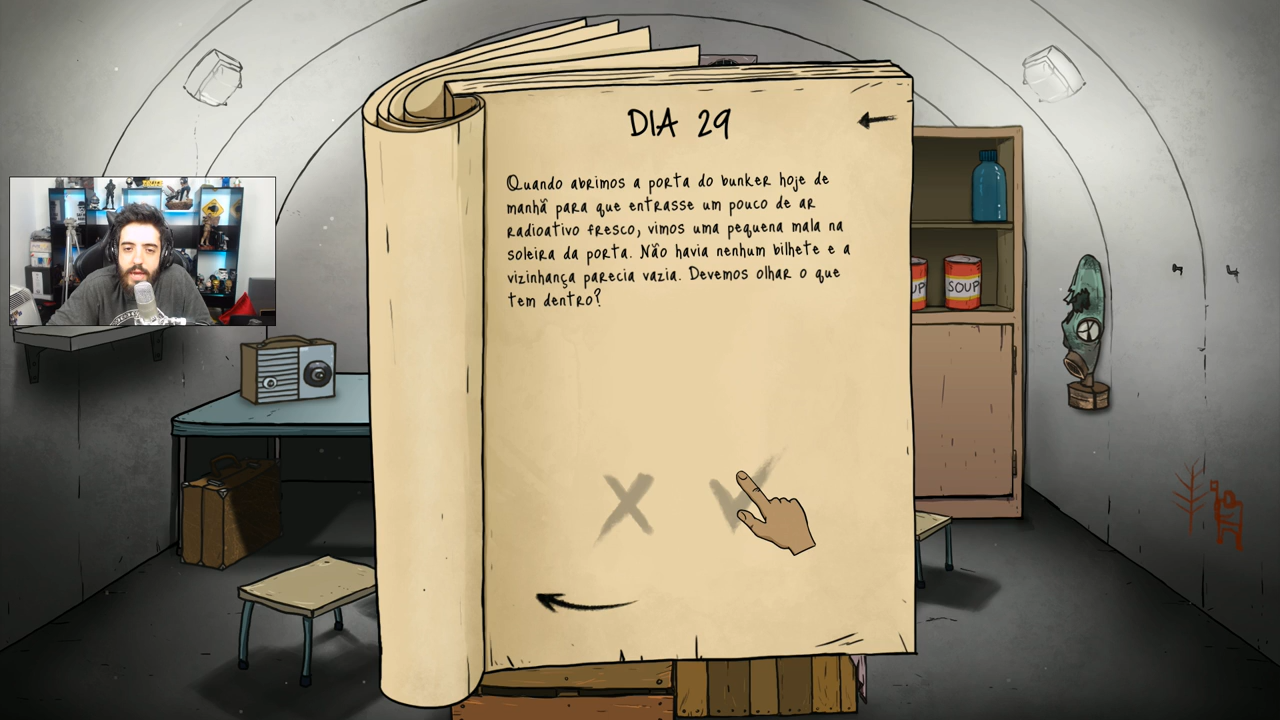 DIA 29
Quando abrimos a porta do bunker hoje de
manhã para que entrasse um pouco de ar
radioativo fresco, vimos uma pequena mala na
soleira da porta. Não havia nenhum bilhete e a
vizinhança parecia vazia. Devemos olhar o que
tem dentro?
UP
SOUP